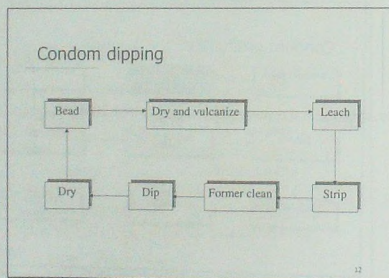 Condom dipping
Bead Dry and vulcanize Leach
Dry Dip Former clean Strip
12